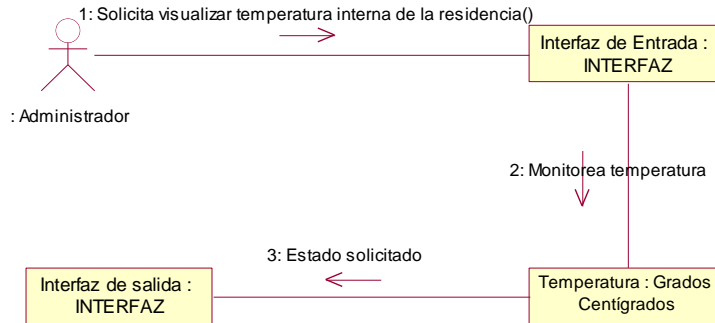 1: Solicita visualizar temperatura interna de la residencia()
Interfaz de Entrada :
INTERFAZ
: Administrador
2: Monitorea temperatura
3: Estado solicitado
Interfaz de salida :
INTERFAZ
Temperatura : Grados
Centígrados